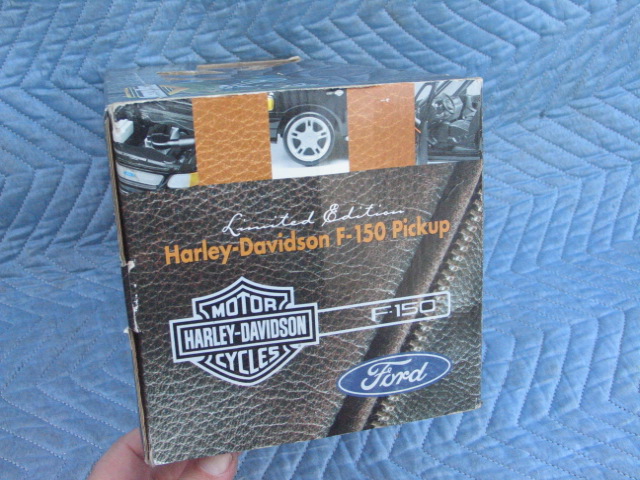 Limited Edition
Harley-Davidson F-150 Pickup
MOTOR
HARLEY-DAVIDSON
CYCLES
F-150
Ford